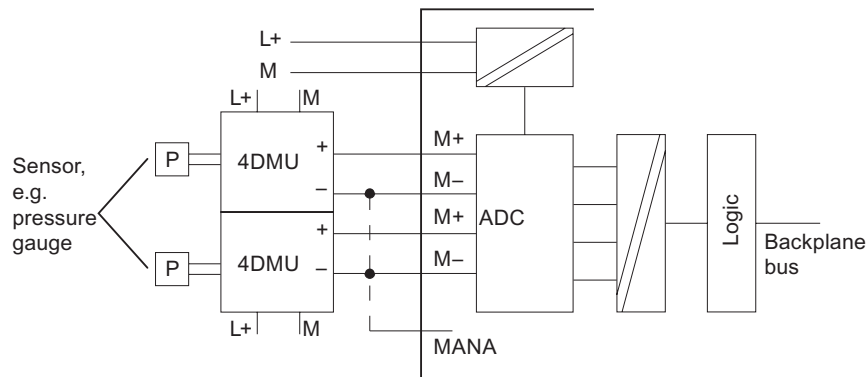 L+
M
L+ M
Sensor,
e.g.
pressure
gauge
P
4DMU
+
–
M+
M–
P
4DMU
+
–
M+
M–
L+ M
MANA
ADC
Logic
Backplane
bus